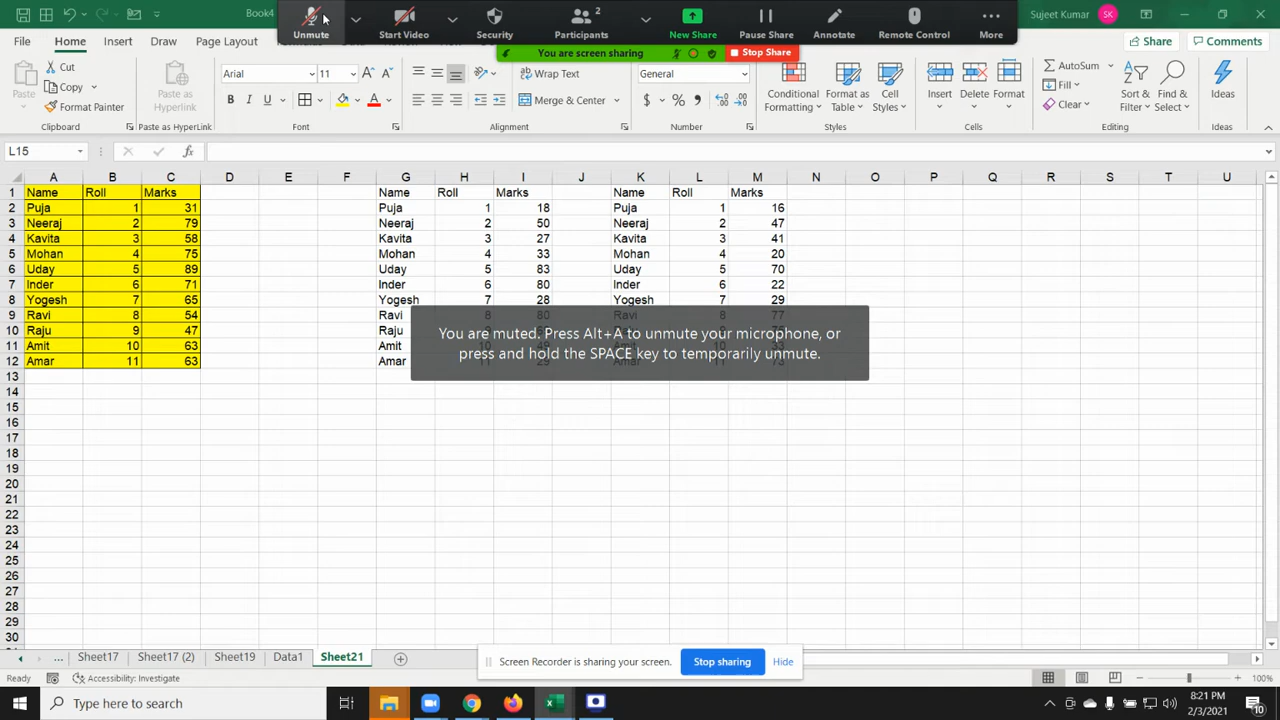 Book4
Sujeet Kumar
SK
Unmute
Start Video
Security
2
Participants
New Share
Pause Share
Annotate
Remote Control
More
You are screen sharing
Stop Share
File Home Insert Draw Page Layout
Share
Comments
Paste
Cut
Copy
Format Painter
Clipboard
Paste as Hyperlink
Paste as HyperLink
Arial 11
Font
Wrap Text
Merge & Center
Alignment
General
Number
Conditional Formatting
Format as Table
Cell Styles
Styles
Insert Delete Format
Cells
AutoSum
Fill
Clear
Sort & Filter
Find & Select
Editing
Ideas
Ideas
L15
A B C D E F G H I J K L M N O P Q R S T U
1 Name Roll Marks Name Roll Marks Name Roll Marks
2 Puja 1 31 Puja 1 18 Puja 1 16
3 Neeraj 2 79 Neeraj 2 50 Neeraj 2 47
4 Kavita 3 58 Kavita 3 27 Kavita 3 41
5 Mohan 4 75 Mohan 4 33 Mohan 4 20
6 Uday 5 89 Uday 5 83 Uday 5 70
7 Inder 6 71 Inder 6 80 Inder 6 22
8 Yogesh 7 65 Yogesh 7 28 Yogesh 7 29
9 Ravi 8 54 Ravi 8 80 Ravi 8 77
10 Raju 9 47 Raju
11 Amit 10 63 Amit 10
12 Amar 11 63 Amar 11 Amar 11
You are muted. Press Alt+A to unmute your microphone, or
press and hold the SPACE key to temporarily unmute.
13
14
15
16
17
18
19
20
21
22
23
24
25
26
27
28
29
30
... Sheet17 Sheet17 (2) Sheet19 Data1 Sheet21
Screen Recorder is sharing your screen. Stop sharing Hide
Ready Accessibility: Investigate
100%
Type here to search
8:21 PM
2/3/2021
10